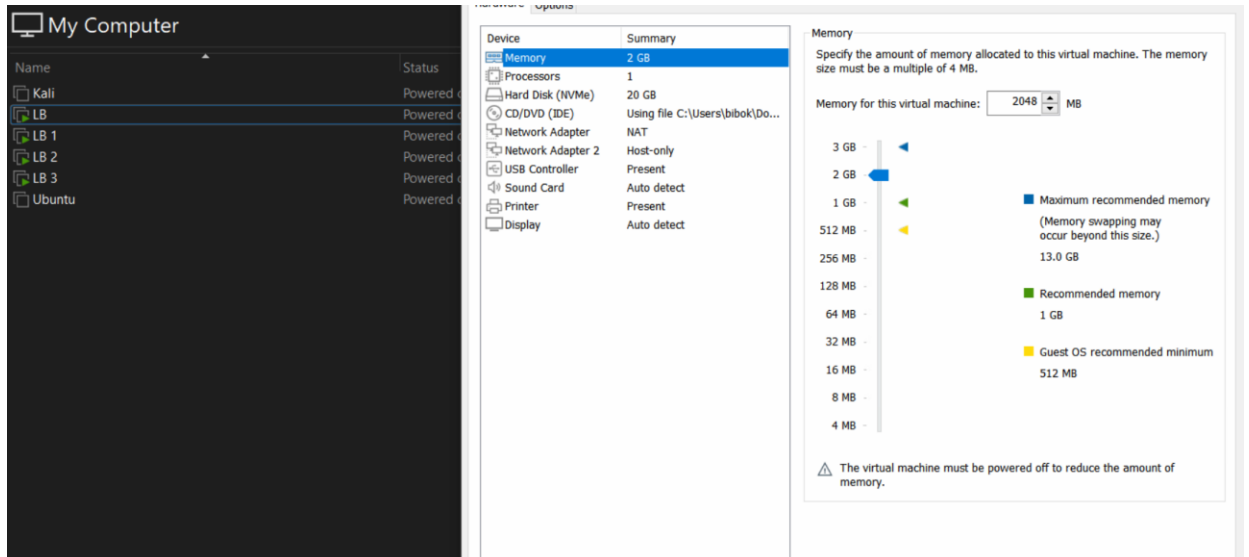 My Computer
Name Status
Kali Powered
LB Powered
LB 1 Powered
LB 2 Powered
LB 3 Powered
Ubuntu Powered
Hardware Options
Device Summary
Memory 2 GB
Processors 1
Hard Disk (NVMe) 20 GB
CD/DVD (IDE) Using file C:\Users\bibok\Do...
Network Adapter NAT
Network Adapter 2 Host-only
USB Controller Present
Sound Card Auto detect
Printer Present
Display Auto detect
Memory
Specify the amount of memory allocated to this virtual machine. The memory
size must be a multiple of 4 MB.
Memory for this virtual machine: 2048 MB
3 GB
2 GB
1 GB
512 MB
256 MB
128 MB
64 MB
32 MB
16 MB
8 MB
4 MB
Maximum recommended memory
(Memory swapping may
occur beyond this size.)
13.0 GB
Recommended memory
1 GB
Guest OS recommended minimum
512 MB
The virtual machine must be powered off to reduce the amount of
memory.